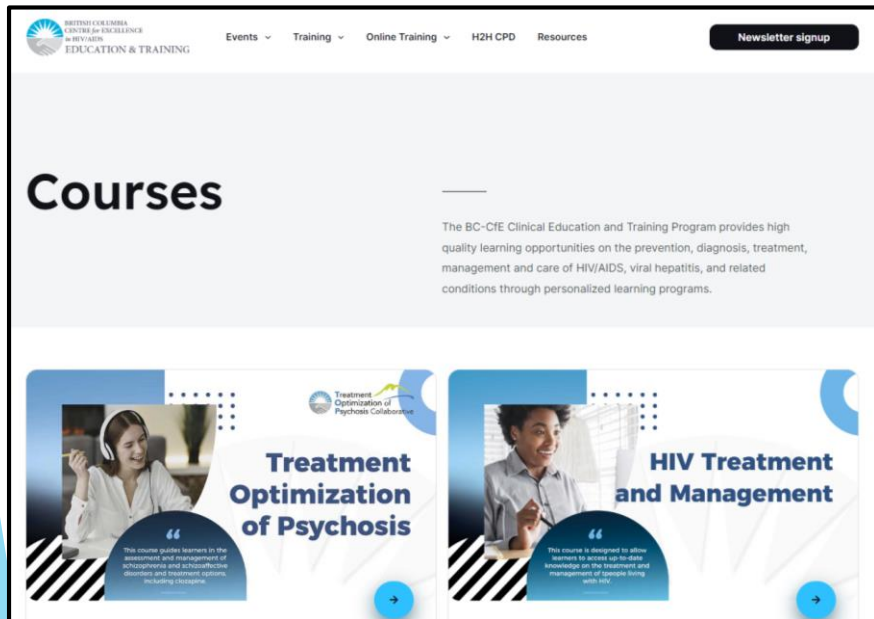 BRITISH COLUMBIA
CENTRE for EXCELLENCE
in HIV/AIDS
EDUCATION & TRAINING
Events
Training
Online Training
H2H CPD
Resources
Newsletter signup
Courses
The BC-CfE Clinical Education and Training Program provides high
quality learning opportunities on the prevention, diagnosis, treatment,
management and care of HIV/AIDS, viral hepatitis, and related
conditions through personalized learning programs.
Treatment
Optimization of
Psychosis Collaborative
Treatment
Optimization
of Psychosis
“
This course guides learners in the
assessment and management of
schizophrenia and schizoaffective
disorders and treatment options,
including clozapine.
HIV Treatment
and Management
“
This course is designed to allow
learners to access up-to-date
knowledge on the treatment and
management of tpeople living
with HIV.